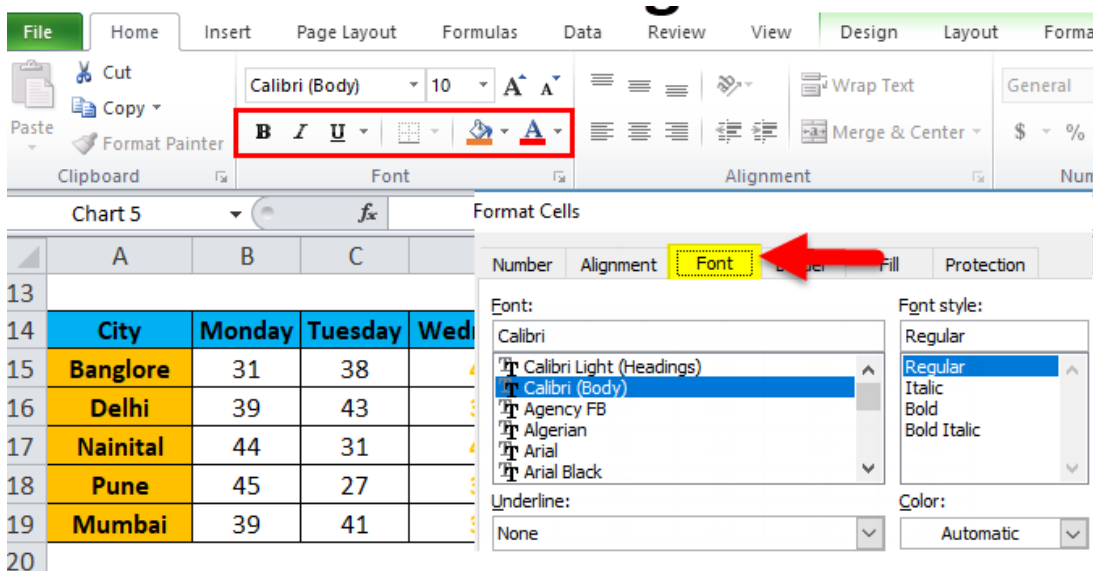 File Home Insert Page Layout Formulas Data Review View Design Layout Forma
Cut
Calibri (Body) 10 A A Wrap Text General
Copy
Paste B I U A Merge & Center $ %
Format Painter
Clipboard Font Alignment Num
Chart 5 fx Format Cells
A B C
Number Alignment Font Fill Protection
13
Font: Font style:
14 City Monday Tuesday Wed
Calibri Regular
15 Banglore 31 38
Calibri Light (Headings) Regular
Calibri (Body) Italic
16 Delhi 39 43
Agency FB Bold
Algerian Bold Italic
17 Nainital 44 31
Arial
Arial Black
18 Pune 45 27
Underline: Color:
19 Mumbai 39 41
None Automatic
20